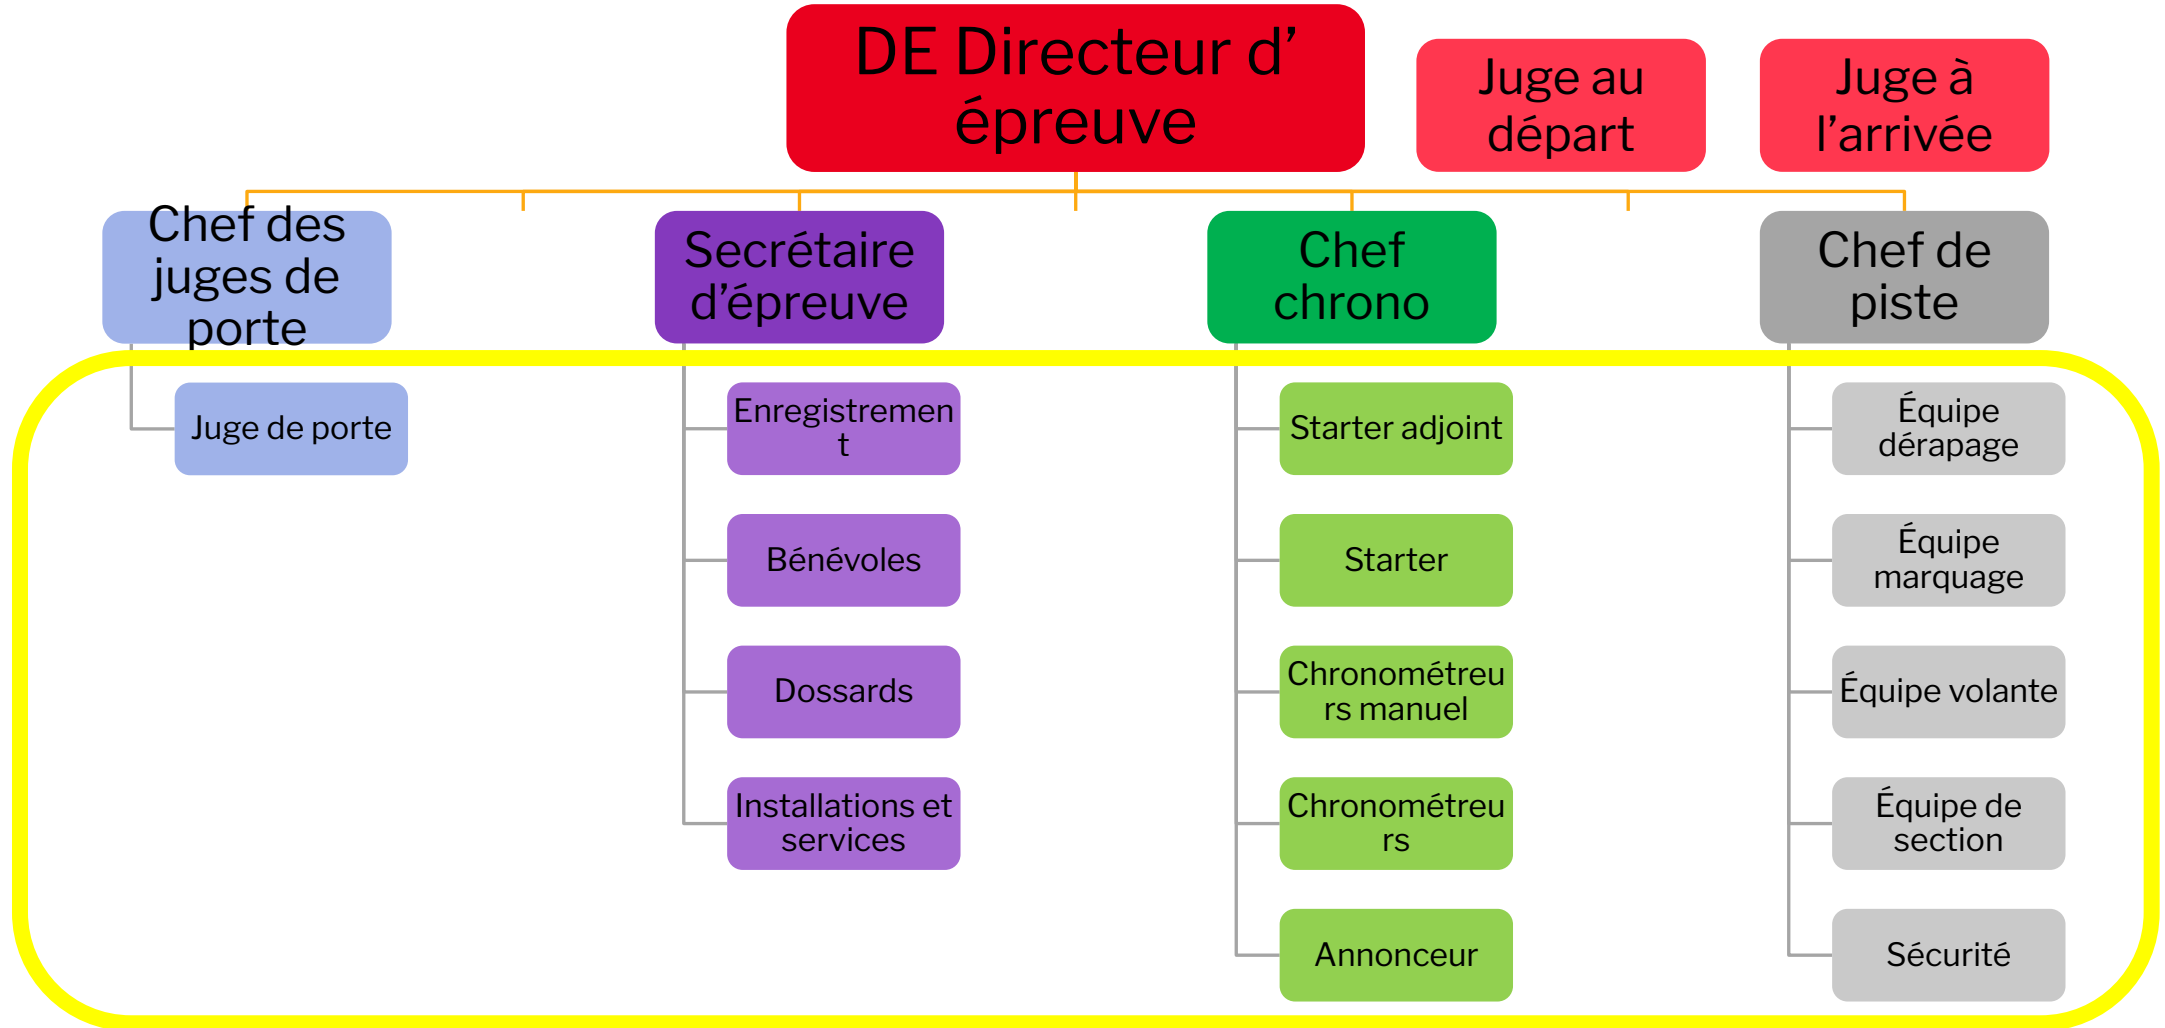 DE Directeur d’
épreuve
Juge au
départ
Juge à
l’arrivée
Chef des
juges de
porte
Secrétaire
d’épreuve
Chef
chrono
Chef de
piste
Juge de porte
Enregistremen
t
Bénévoles
Dossards
Installations et
services
Starter adjoint
Starter
Chronométreu
rs manuel
Chronométreu
rs
Annonceur
Équipe
dérapage
Équipe
marquage
Équipe volante
Équipe de
section
Sécurité